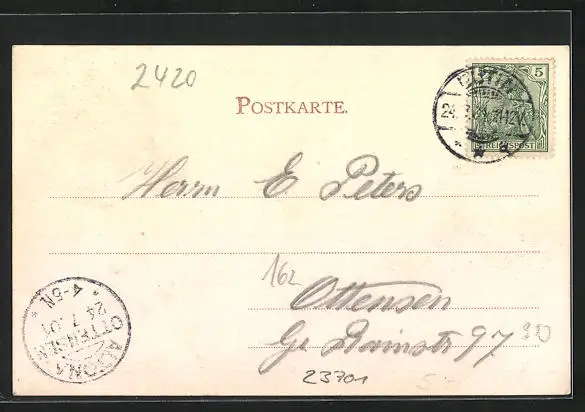 2420
POSTKARTE.
5
REICHSPOST
EUTIN
Herrn E Peters
162
Ottensen
Gr Rainstr 97
23701
ALTONA
OTTENSEN
24.7.01
* 4-5N *